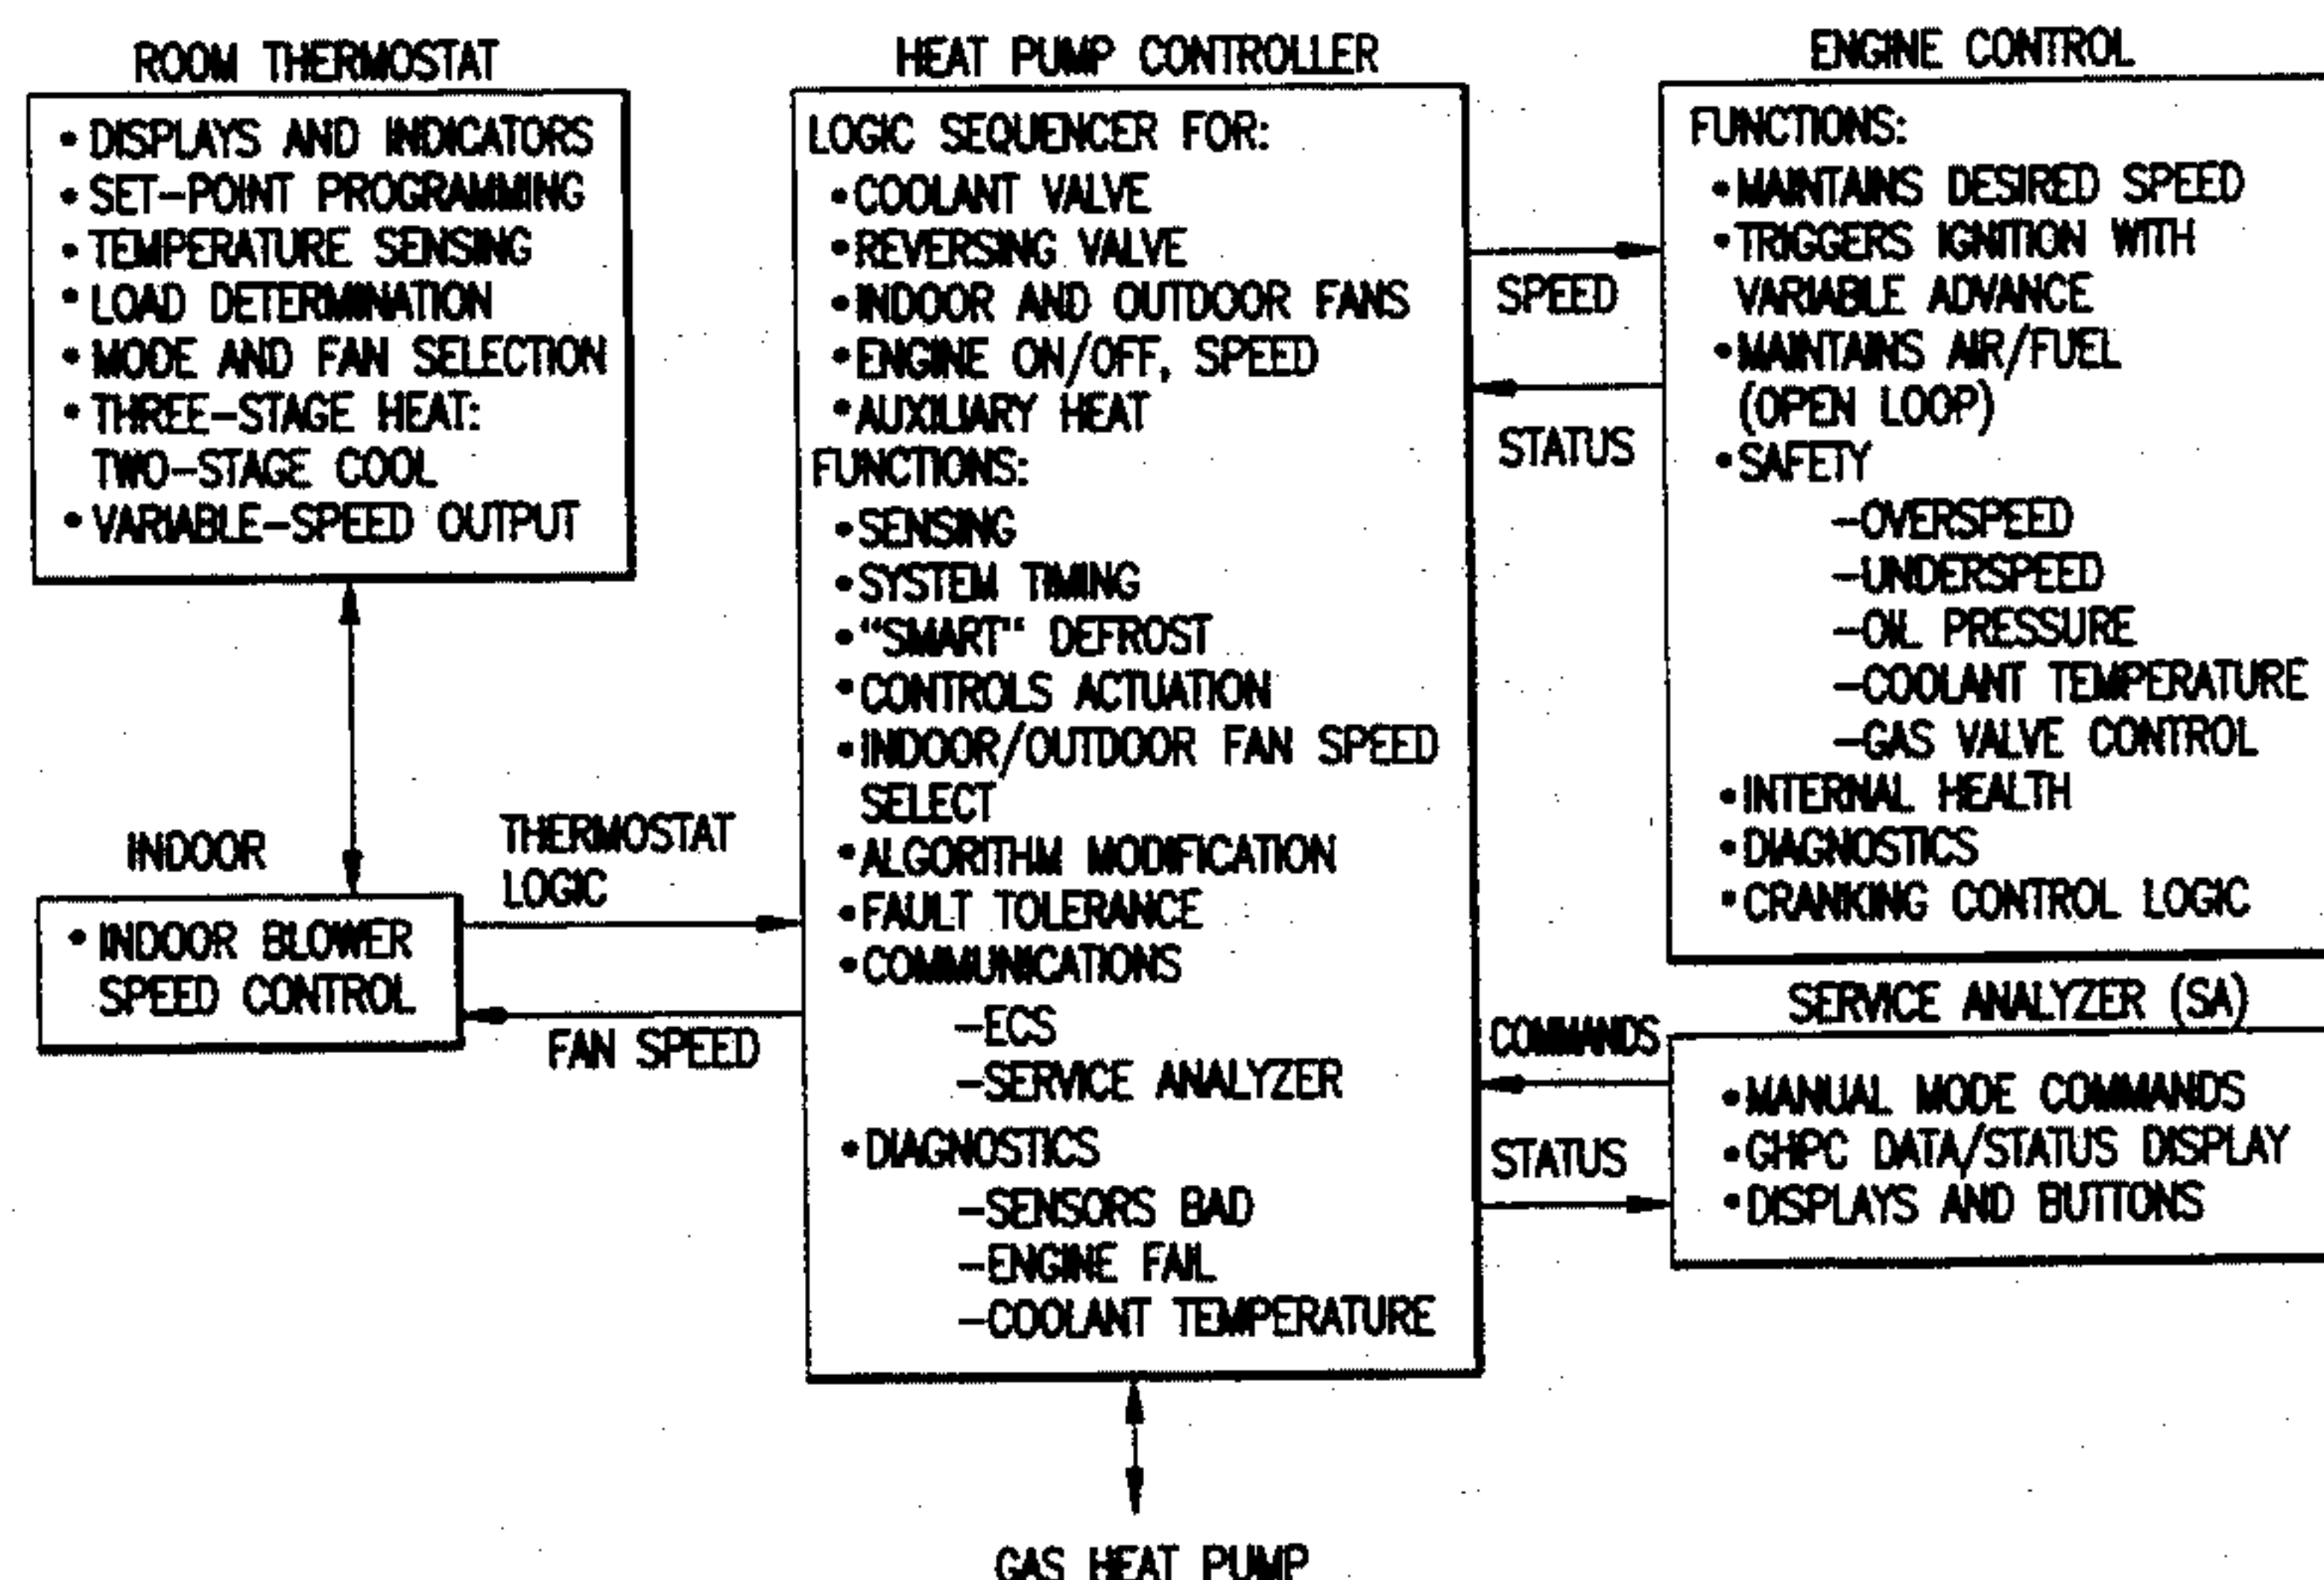 ROOM THERMOSTAT
• DISPLAYS AND INDICATORS
• SET-POINT PROGRAMMING
• TEMPERATURE SENSING
• LOAD DETERMINATION
• MODE AND FAN SELECTION
• THREE-STAGE HEAT:
TWO-STAGE COOL
• VARIABLE-SPEED OUTPUT
INDOOR
• INDOOR BLOWER
SPEED CONTROL
THERMOSTAT
LOGIC
FAN SPEED
HEAT PUMP CONTROLLER
LOGIC SEQUENCER FOR:
•COOLANT VALVE
•REVERSING VALVE
•INDOOR AND OUTDOOR FANS
•ENGINE ON/OFF, SPEED
•AUXILIARY HEAT
FUNCTIONS:
•SENSING
•SYSTEM TIMING
•"SMART" DEFROST
•CONTROLS ACTUATION
•INDOOR/OUTDOOR FAN SPEED
SELECT
•ALGORITHM MODIFICATION
•FAULT TOLERANCE
•COMMUNICATIONS
-ECS
-SERVICE ANALYZER
•DIAGNOSTICS
-SENSORS BAD
-ENGINE FAIL
-COOLANT TEMPERATURE
GAS HEAT PUMP
SPEED
STATUS
ENGINE CONTROL
FUNCTIONS:
•MAINTAINS DESIRED SPEED
•TRIGGERS IGNITION WITH
VARIABLE ADVANCE
•MAINTAINS AIR/FUEL
(OPEN LOOP)
•SAFETY
-OVERSPEED
-UNDERSPEED
-OIL PRESSURE
-COOLANT TEMPERATURE
-GAS VALVE CONTROL
•INTERNAL HEALTH
•DIAGNOSTICS
•CRANKING CONTROL LOGIC
COMMANDS
STATUS
SERVICE ANALYZER (SA)
•MANUAL MODE COMMANDS
•GHPC DATA/STATUS DISPLAY
•DISPLAYS AND BUTTONS